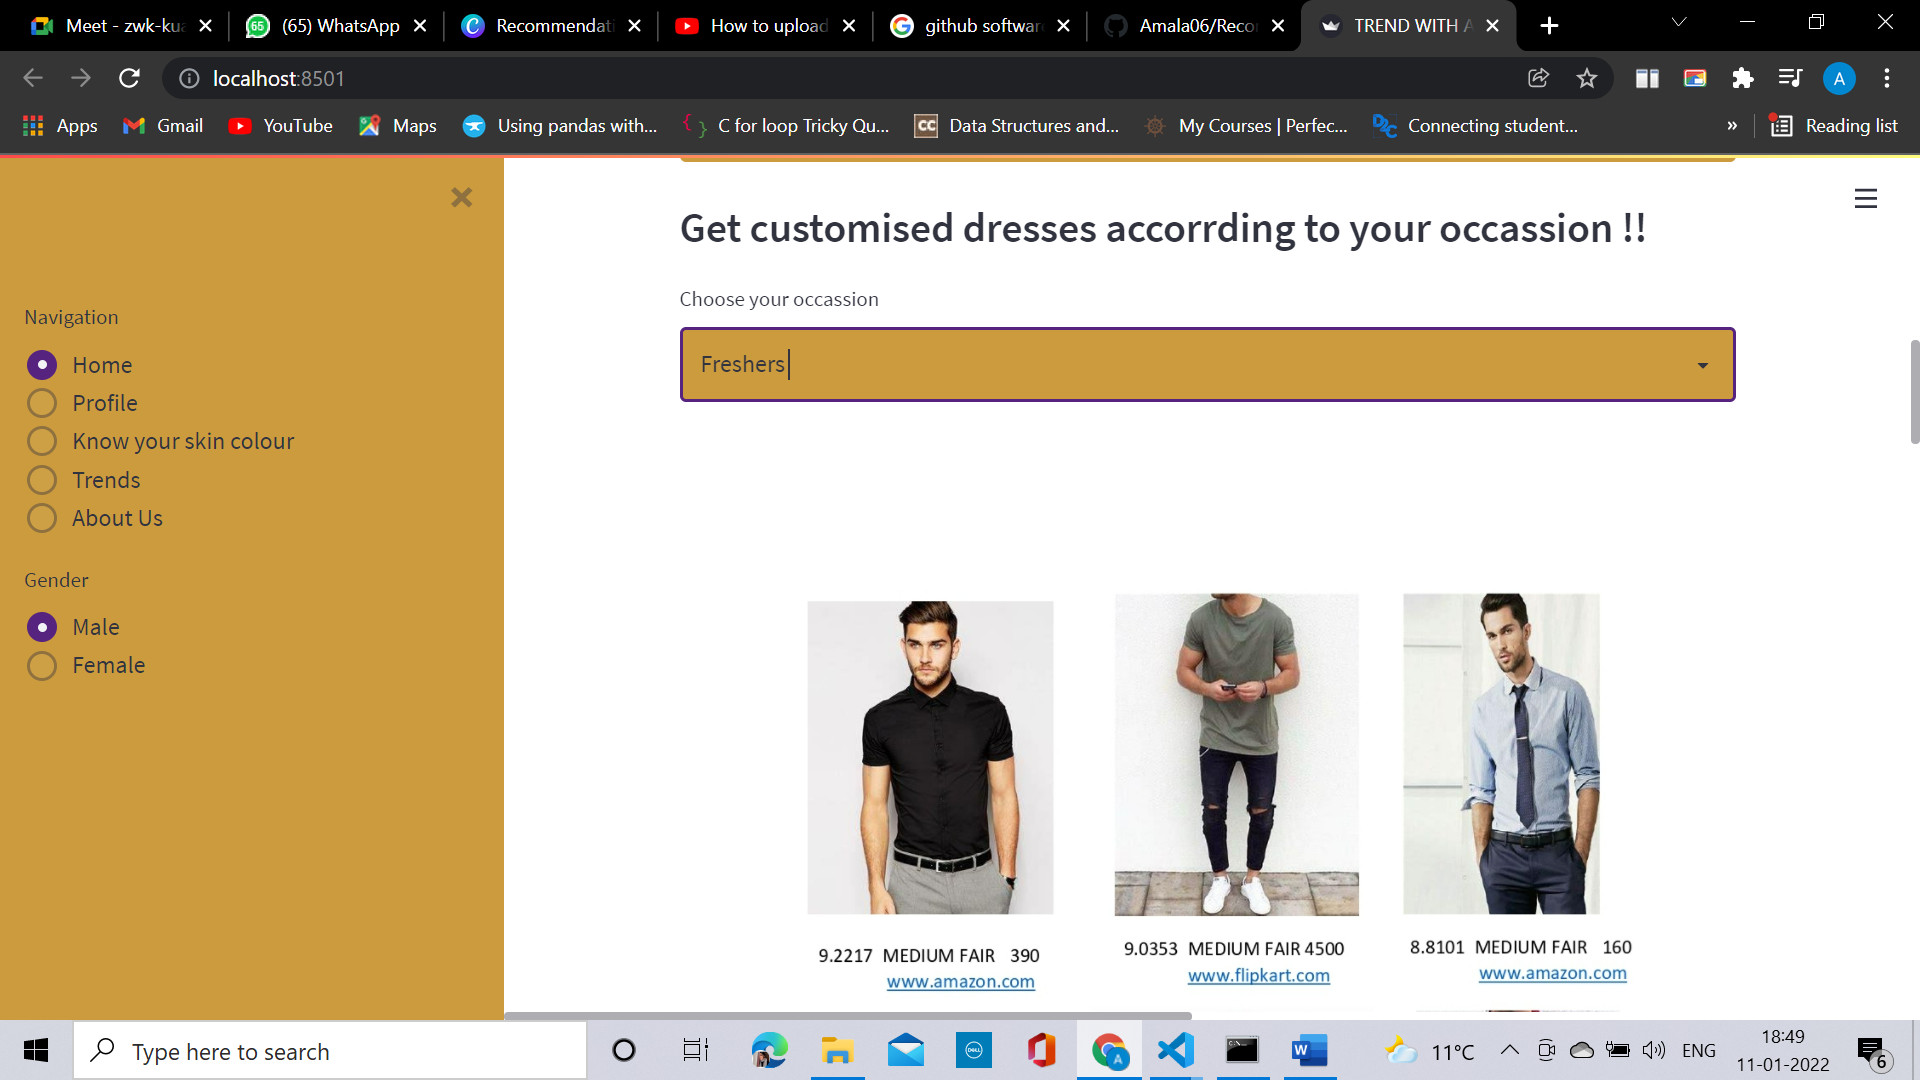 Meet - zwk-kua
(65) WhatsApp
Recommendati
How to upload
github softwar
Amala06/Reco
TREND WITH A
localhost:8501
A
Apps
Gmail
YouTube
Maps
Using pandas with...
C for loop Tricky Qu...
CC
Data Structures and...
My Courses | Perfec...
Connecting student...
»
Reading list
Navigation
Home
Profile
Know your skin colour
Trends
About Us
Gender
Male
Female
Get customised dresses accorrding to your occassion !!
Choose your occassion
Freshers
9.2217 MEDIUM FAIR 390
www.amazon.com
9.0353 MEDIUM FAIR 4500
www.flipkart.com
8.8101 MEDIUM FAIR 160
www.amazon.com
Type here to search
DELL
A
W
11°C
ENG
18:49
11-01-2022
6